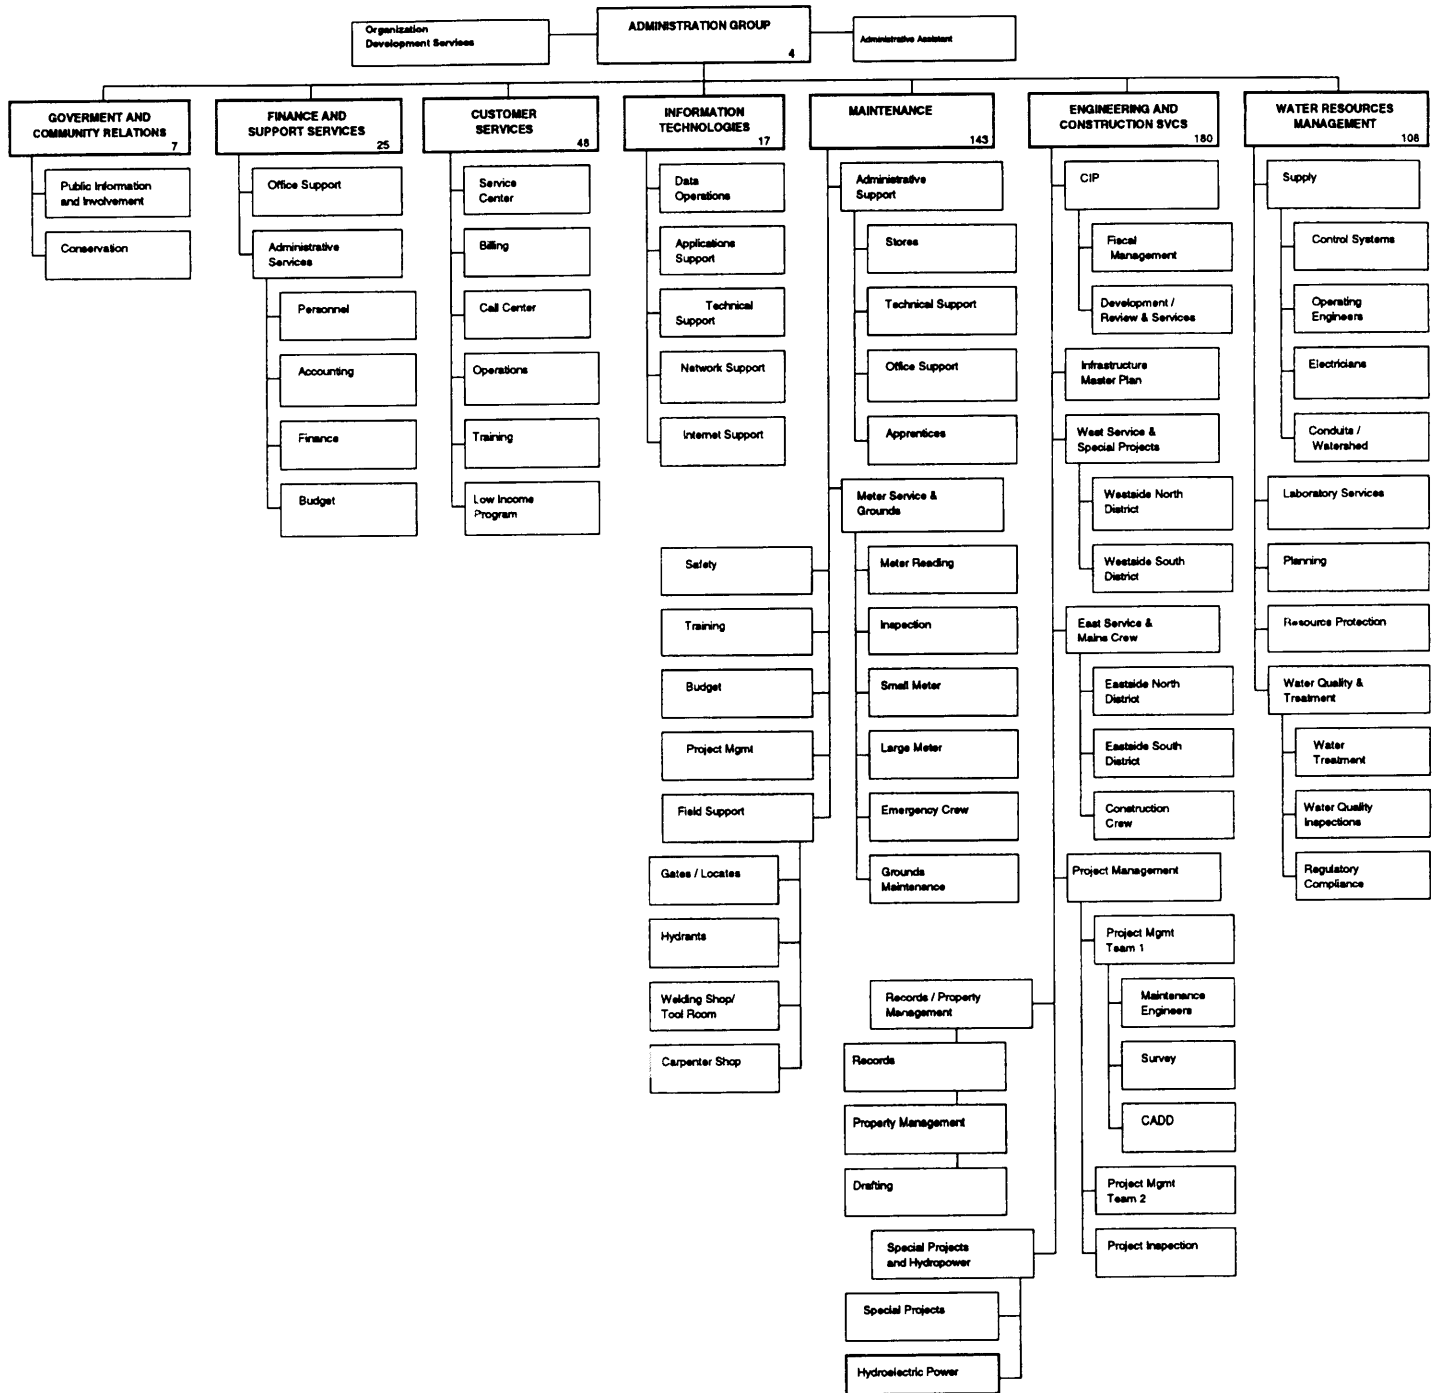 Organization
Development Services
ADMINISTRATION GROUP
4
Administrative Assistant
GOVERMENT AND
COMMUNITY RELATIONS
7
Public Information
and Involvement
Conservation
FINANCE AND
SUPPORT SERVICES
25
Office Support
Administrative
Services
Personnel
Accounting
Finance
Budget
CUSTOMER
SERVICES
48
Service
Center
Billing
Call Center
Operations
Training
Low Income
Program
INFORMATION
TECHNOLOGIES
17
Data
Operations
Applications
Support
Technical
Support
Network Support
Internet Support
MAINTENANCE
143
Administrative
Support
Stores
Technical Support
Office Support
Apprentices
Meter Service &
Grounds
Meter Reading
Inspection
Small Meter
Large Meter
Emergency Crew
Grounds
Maintenance
Safety
Training
Budget
Project Mgmt
Field Support
Gates / Locates
Hydrants
Welding Shop/
Tool Room
Carpenter Shop
ENGINEERING AND
CONSTRUCTION SVCS
180
CIP
Fiscal
Management
Development /
Review & Services
Infrastructure
Master Plan
West Service &
Special Projects
Westside North
District
Westside South
District
East Service &
Mains Crew
Eastside North
District
Eastside South
District
Construction
Crew
Project Management
Project Mgmt
Team 1
Maintenance
Engineers
Survey
CADD
Project Mgmt
Team 2
Project Inspection
Records / Property
Management
Records
Property Management
Drafting
Special Projects
and Hydropower
Special Projects
Hydroelectric Power
WATER RESOURCES
MANAGEMENT
108
Supply
Control Systems
Operating
Engineers
Electricians
Conduits /
Watershed
Laboratory Services
Planning
Resource Protection
Water Quality &
Treatment
Water
Treatment
Water Quality
Inspections
Regulatory
Compliance